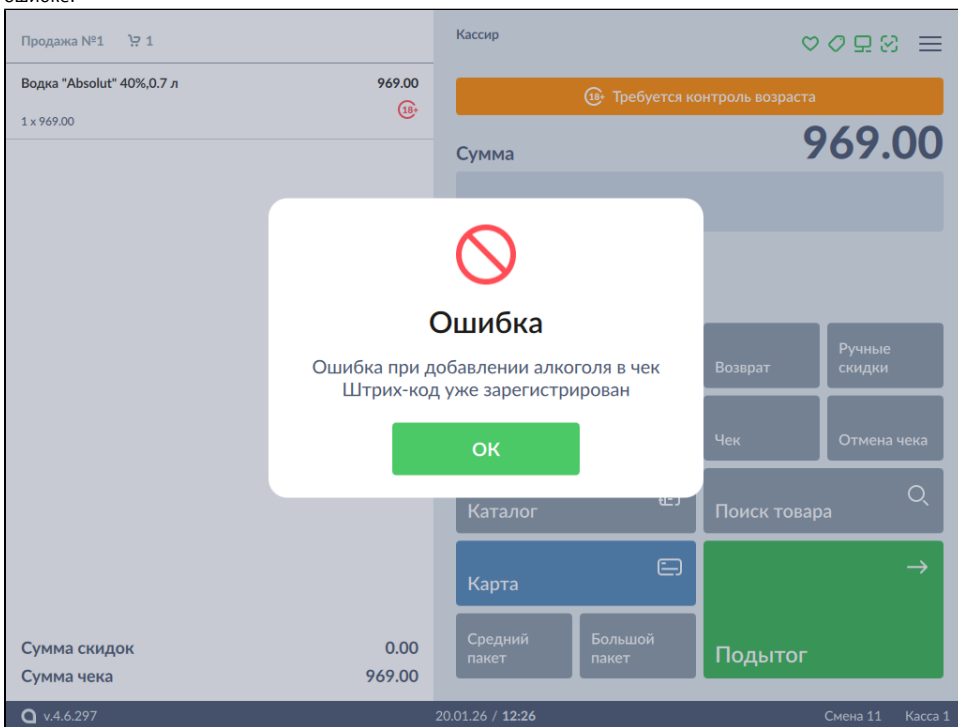 Продажа №1 1
Кассир
Водка "Absolut" 40%,0.7 л 969.00
18+
1 x 969.00
18+ Требуется контроль возраста
Сумма 969.00
Ошибка
Ошибка при добавлении алкоголя в чек
Штрих-код уже зарегистрирован
ОК
Возврат
Ручные
скидки
Чек
Отмена чека
Каталог
Поиск товара
Карта
Средний
пакет
Большой
пакет
Подытог
Сумма скидок 0.00
Сумма чека 969.00
v.4.6.297
20.01.26 / 12:26
Смена 11 Касса 1